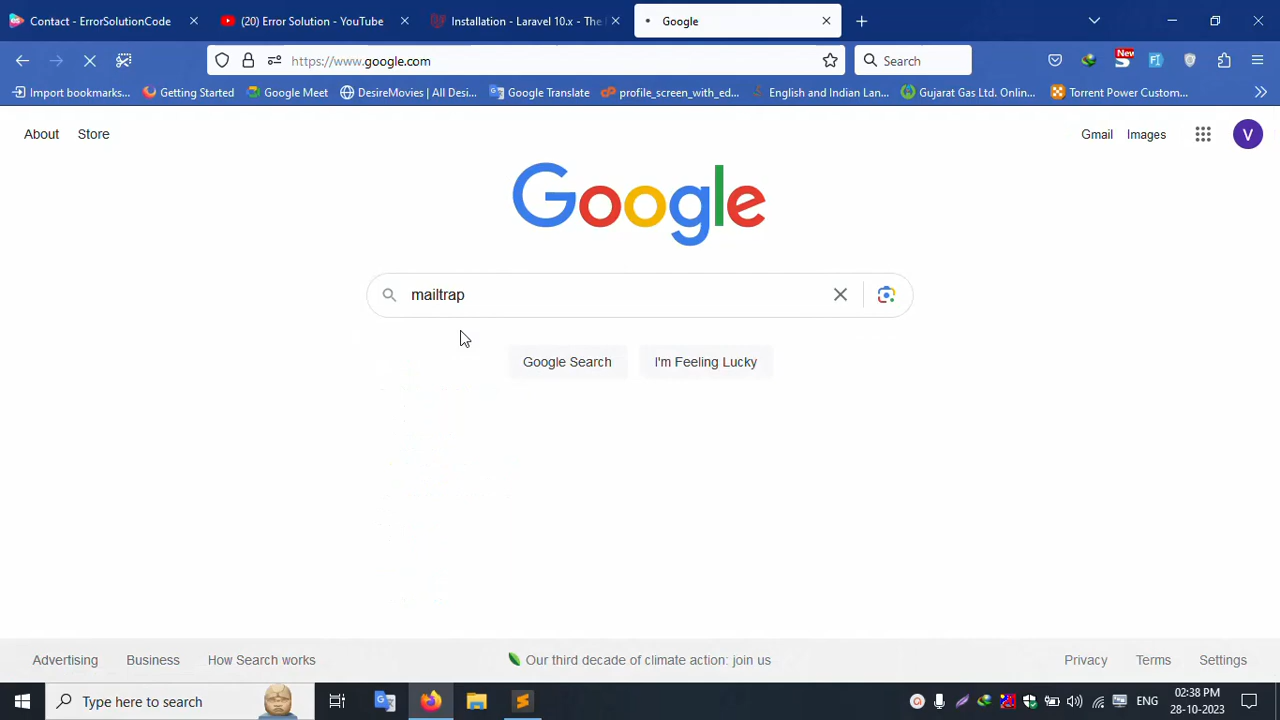 Contact - ErrorSolutionCode
(20) Error Solution - YouTube
Installation - Laravel 10.x - The
Google
https://www.google.com
Search
New
Import bookmarks...
Getting Started
Google Meet
DesireMovies | All Desi...
Google Translate
profile_screen_with_ed...
English and Indian Lan...
Gujarat Gas Ltd. Onlin...
Torrent Power Custom...
About
Store
Gmail
Images
V
Google
mailtrap
Google Search
I'm Feeling Lucky
Advertising
Business
How Search works
Our third decade of climate action: join us
Privacy
Terms
Settings
Type here to search
ENG
02:38 PM
28-10-2023